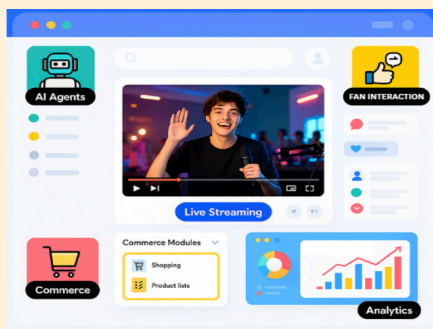 AI Agents
FAN INTERACTION
Live Streaming
Commerce
Commerce Modules
Shopping
Product lists
Analytics